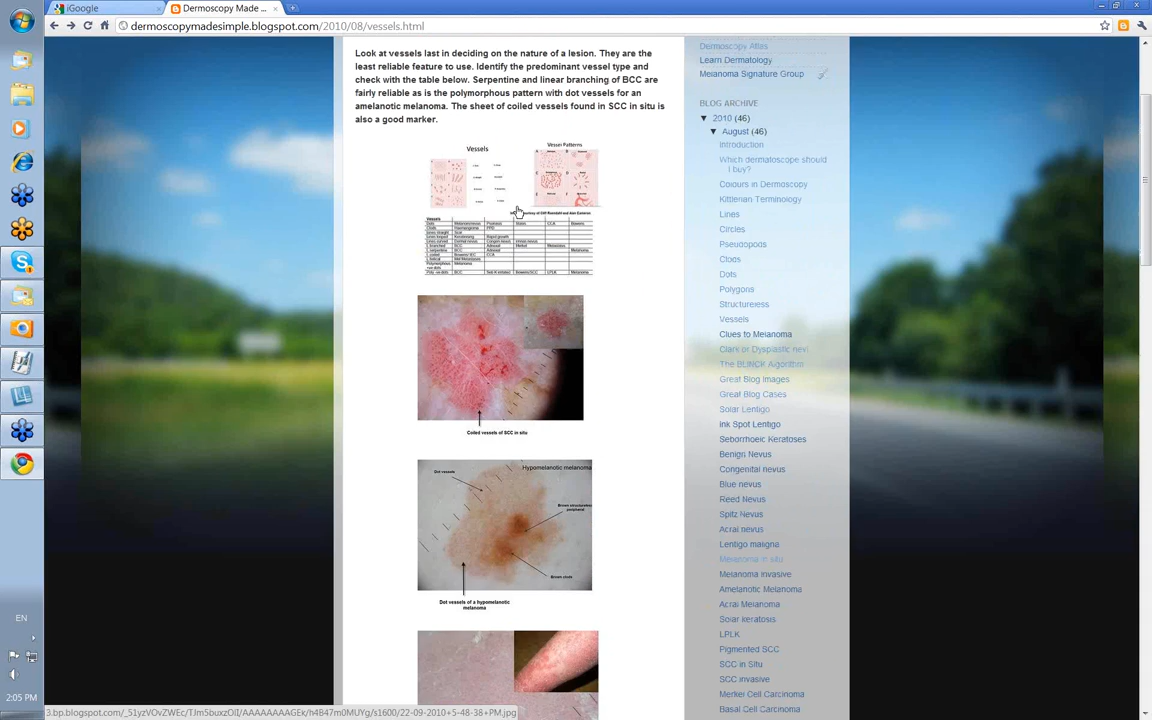 iGoogle
Dermoscopy Made ...
dermoscopymadesimple.blogspot.com/2010/08/vessels.html
Look at vessels last in deciding on the nature of a lesion. They are the
least reliable feature to use. Identify the predominant vessel type and
check with the table below. Serpentine and linear branching of BCC are
fairly reliable as is the polymorphous pattern with dot vessels for an
amelanotic melanoma. The sheet of coiled vessels found in SCC in situ is
also a good marker.
Vessels
Vessel Patterns
Vessels
Coiled vessels of SCC in situ
Hypomelanotic melanoma
Dot vessels
Brown structureless
peripheral
Brown clods
Dot vessels of a hypomelanotic
melanoma
Dermoscopy Atlas
Learn Dermatology
Melanoma Signature Group
BLOG ARCHIVE
▼ 2010 (46)
▼ August (46)
Introduction
Which dermatoscope should
I buy?
Colours in Dermoscopy
Kittlerian Terminology
Lines
Circles
Pseudopods
Clods
Dots
Polygons
Structureless
Vessels
Clues to Melanoma
Clark or Dysplastic nevi
The BLINCK Algorithm
Great Blog Images
Great Blog Cases
Solar Lentigo
Ink Spot Lentigo
Seborrhoeic Keratoses
Benign Nevus
Congenital nevus
Blue nevus
Reed Nevus
Spitz Nevus
Acral nevus
Lentigo maligna
Melanoma in situ
Melanoma invasive
Amelanotic Melanoma
Acral Melanoma
Solar keratosis
LPLK
Pigmented SCC
SCC in Situ
SCC invasive
Merkel Cell Carcinoma
Basal Cell Carcinoma
EN
2:05 PM